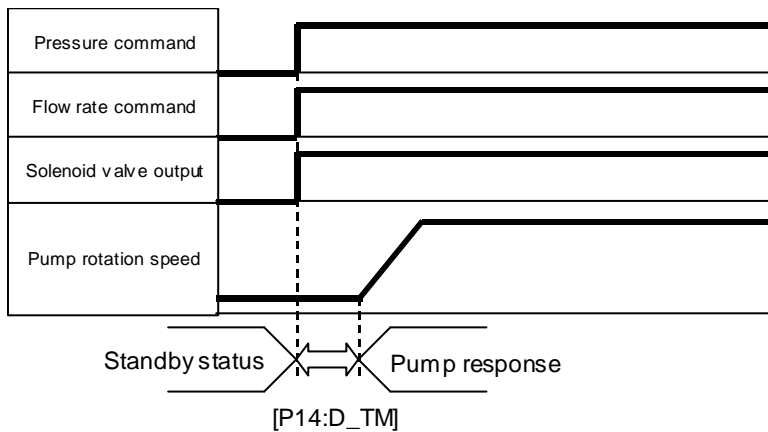 Pressure command
Flow rate command
Solenoid valve output
Pump rotation speed
Standby status
Pump response
[P14:D_TM]